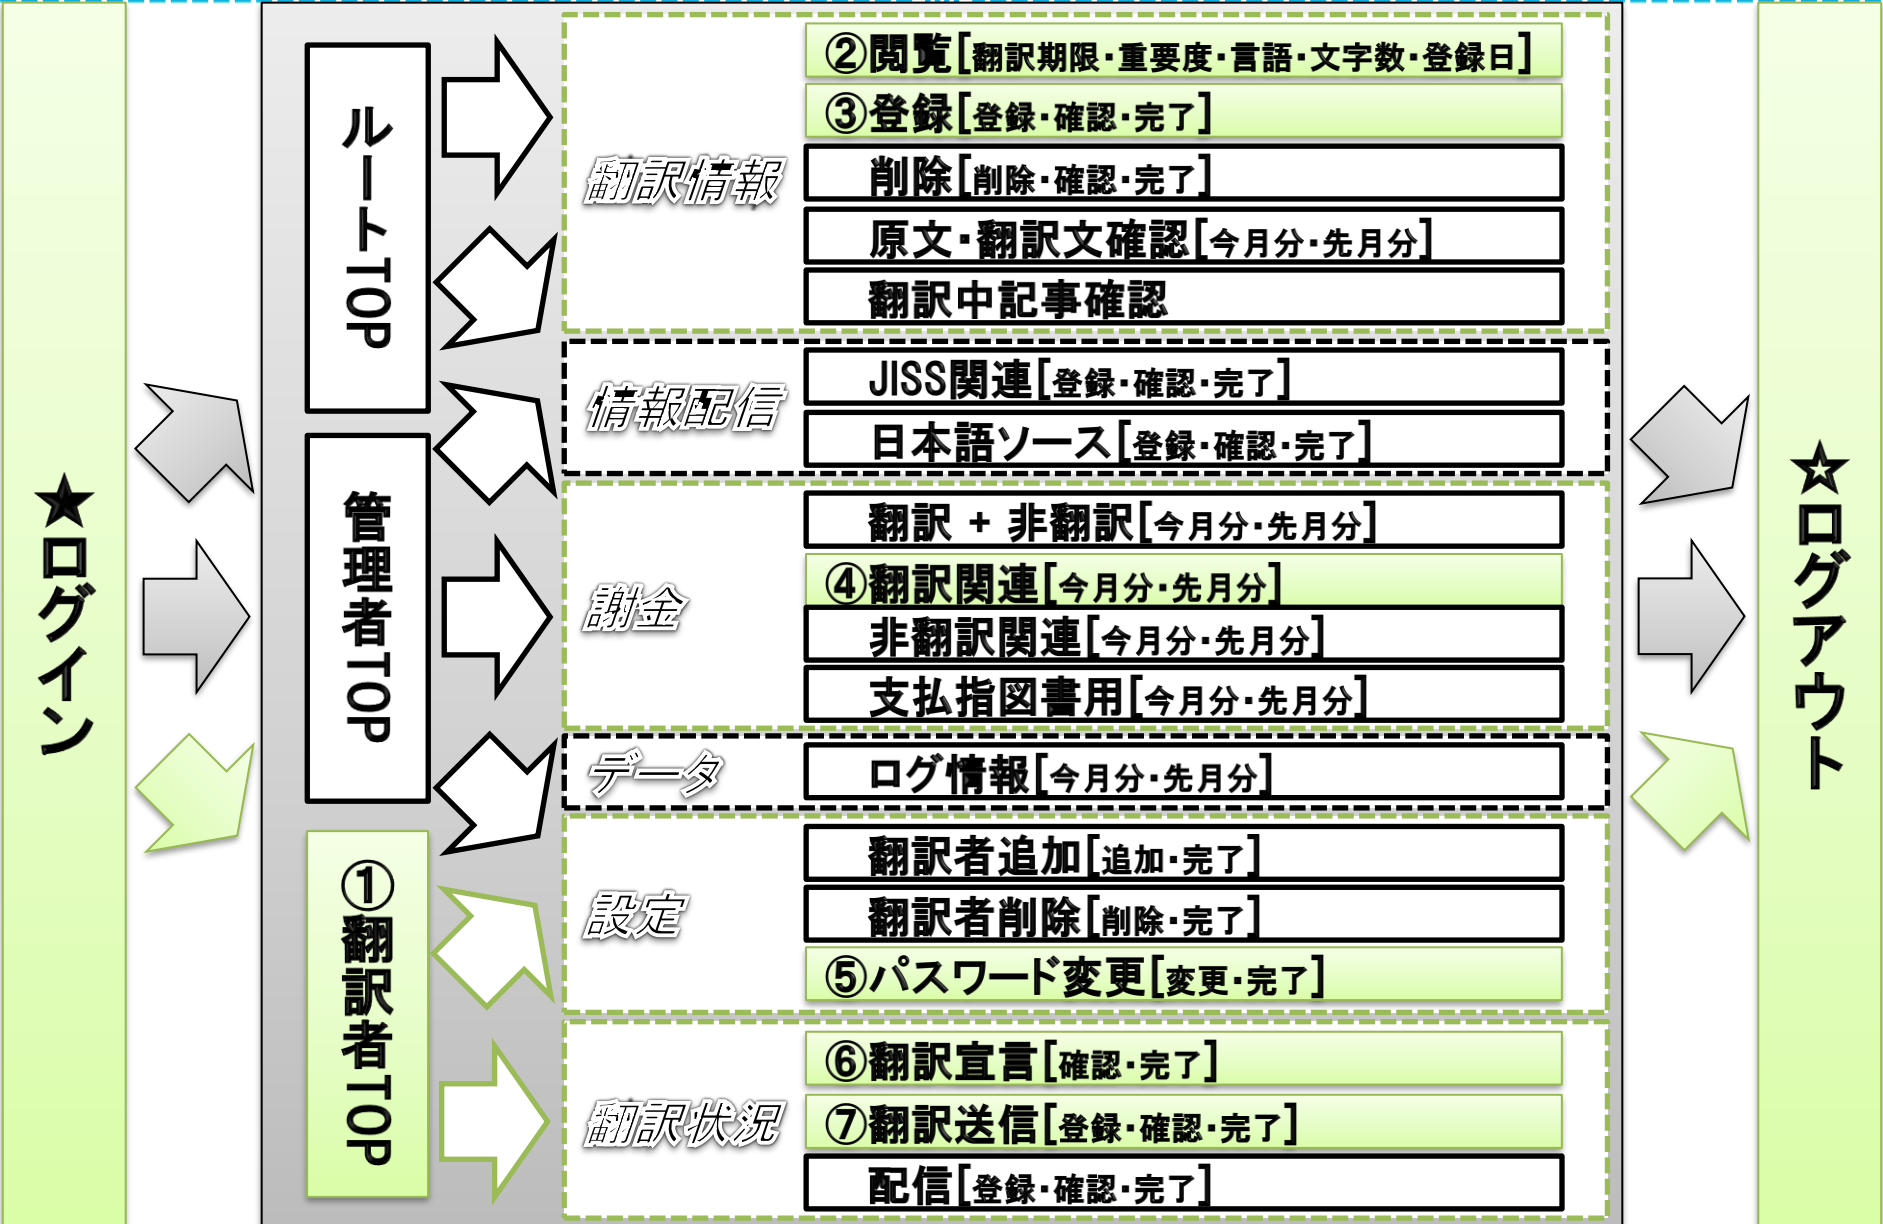 ★ログイン
ルートTOP
管理者TOP
①翻訳者TOP
翻訳情報
②閲覧[翻訳期限・重要度・言語・文字数・登録日]
③登録[登録・確認・完了]
削除[削除・確認・完了]
原文・翻訳文確認[今月分・先月分]
翻訳中記事確認
情報配信
JISS関連[登録・確認・完了]
日本語ソース[登録・確認・完了]
謝金
翻訳 + 非翻訳[今月分・先月分]
④翻訳関連[今月分・先月分]
非翻訳関連[今月分・先月分]
支払指図書用[今月分・先月分]
データ
ログ情報[今月分・先月分]
設定
翻訳者追加[追加・完了]
翻訳者削除[削除・完了]
⑤パスワード変更[変更・完了]
翻訳状況
⑥翻訳宣言[確認・完了]
⑦翻訳送信[登録・確認・完了]
配信[登録・確認・完了]
☆ログアウト